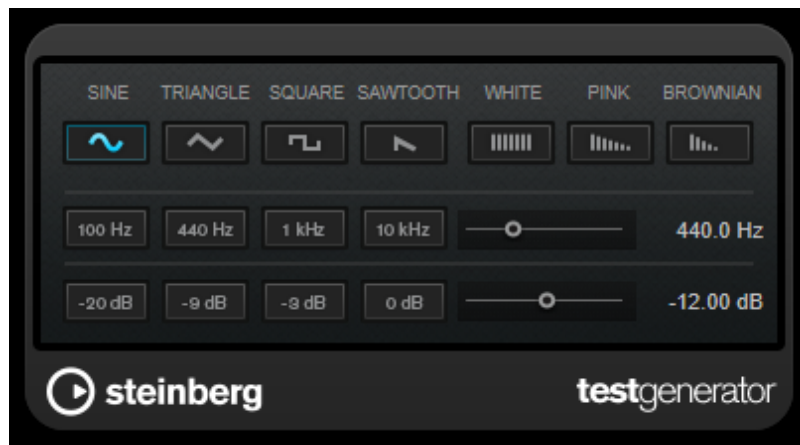 SINE TRIANGLE SQUARE SAWTOOTH WHITE PINK BROWNIAN
100 Hz 440 Hz 1 kHz 10 kHz 440.0 Hz
-20 dB -9 dB -3 dB 0 dB -12.00 dB
steinberg testgenerator